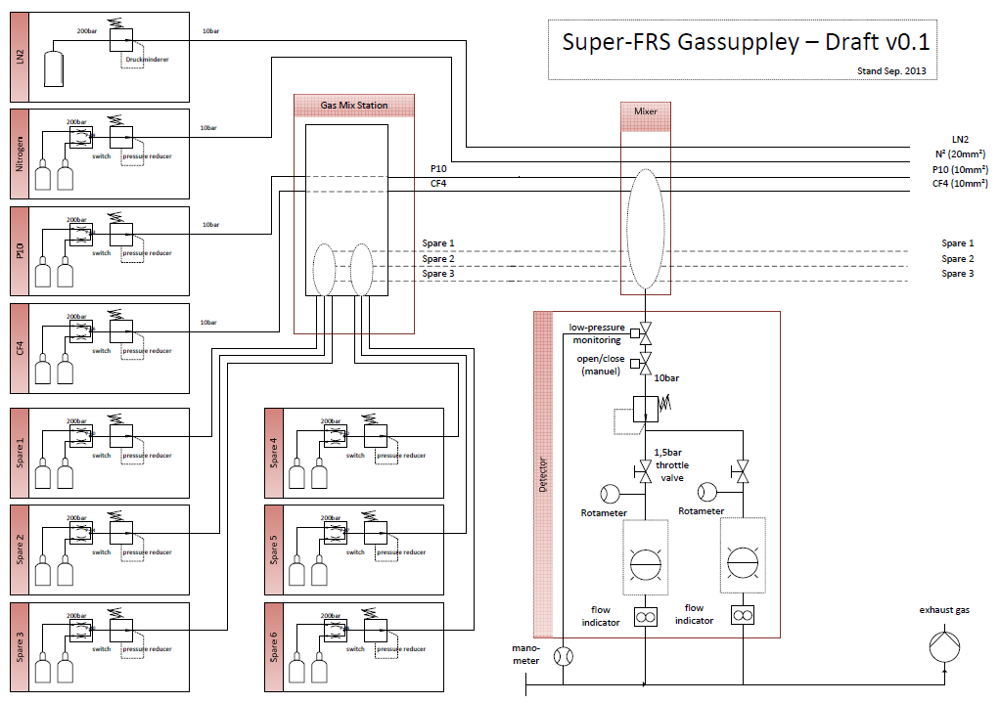 Super-FRS Gassuppley – Draft v0.1
Stand Sep. 2013
LN2
200bar
10bar
Druckminderer
Nitrogen
200bar
10bar
switch
pressure reducer
P10
200bar
10bar
switch
pressure reducer
CF4
200bar
10bar
switch
pressure reducer
Spare 1
200bar
switch
pressure reducer
Spare 2
200bar
switch
pressure reducer
Spare 3
200bar
switch
pressure reducer
Spare 4
200bar
switch
pressure reducer
Spare 5
200bar
switch
pressure reducer
Spare 6
200bar
switch
pressure reducer
Gas Mix Station
P10
CF4
Spare 1
Spare 2
Spare 3
Mixer
LN2
N² (20mm²)
P10 (10mm²)
CF4 (10mm²)
Spare 1
Spare 2
Spare 3
Detector
low-pressure
monitoring
open/close
(manuel)
10bar
1,5bar
throttle
valve
Rotameter
Rotameter
flow
indicator
flow
indicator
mano-
meter
exhaust gas